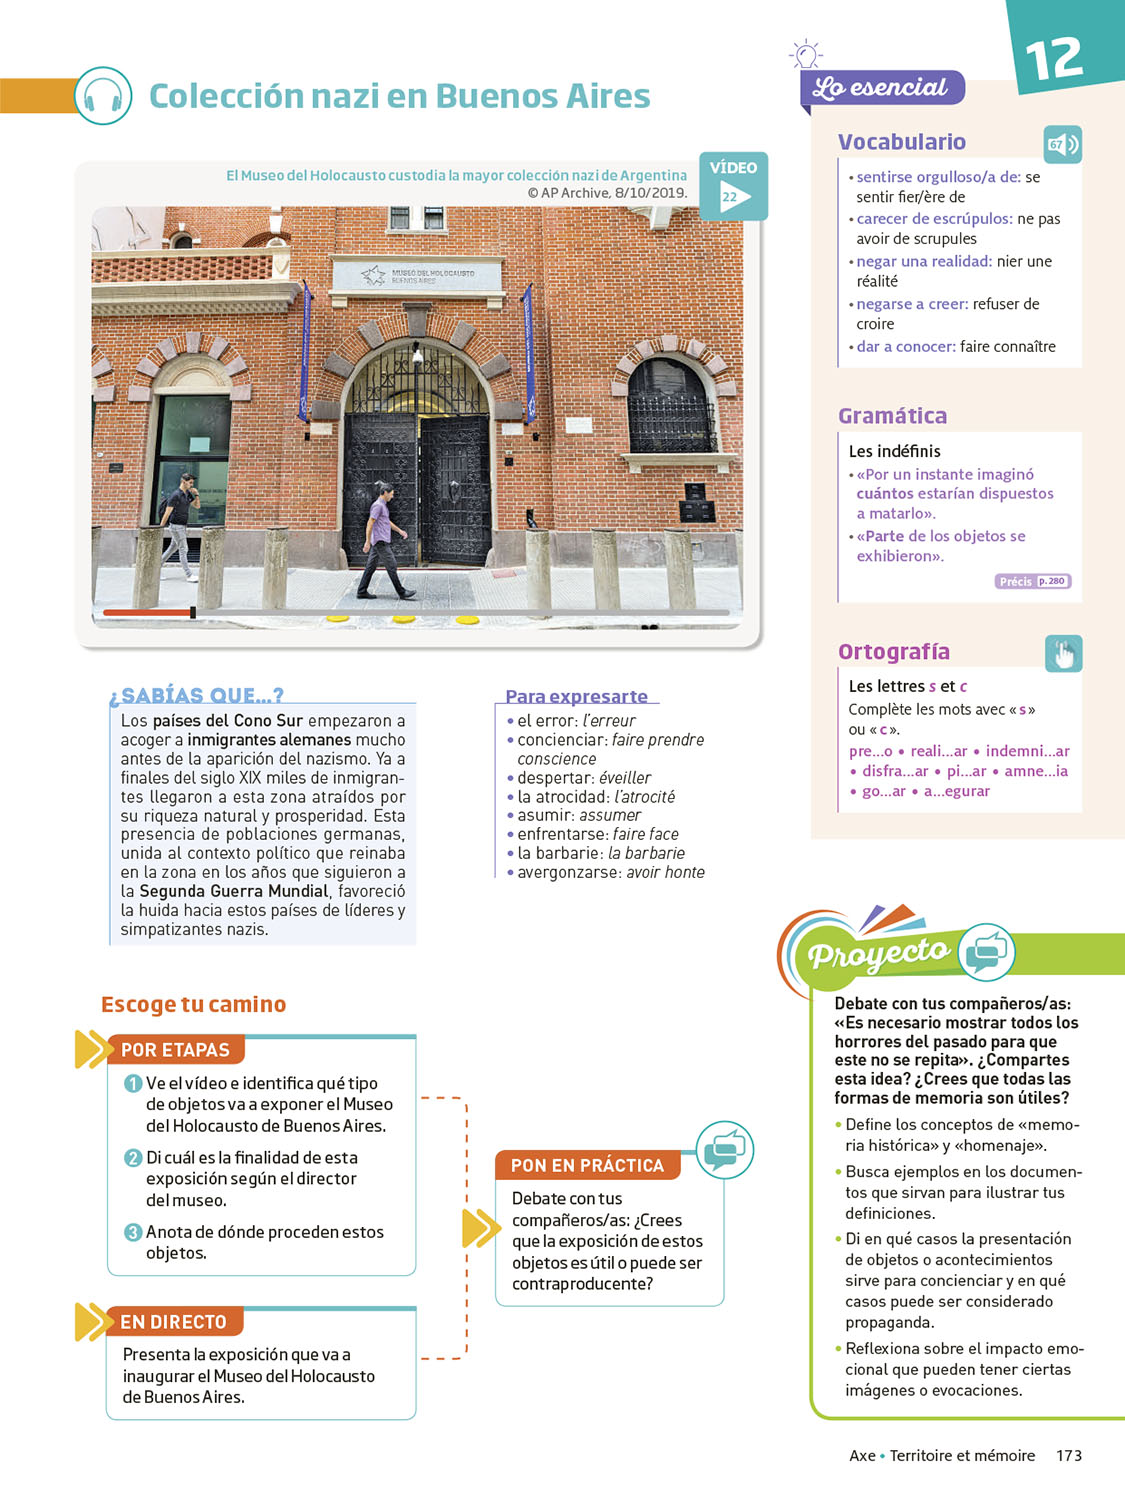 12
Colección nazi en Buenos Aires
El Museo del Holocausto custodia la mayor colección nazi de Argentina
© AP Archive, 8/10/2019.
VÍDEO
22
MUSEO DEL HOLOCAUSTO
BUENOS AIRES
¿SABÍAS QUE...?
Los países del Cono Sur empezaron a
acoger a inmigrantes alemanes mucho
antes de la aparición del nazismo. Ya a
finales del siglo XIX miles de inmigran-
tes llegaron a esta zona atraídos por
su riqueza natural y prosperidad. Esta
presencia de poblaciones germanas,
unida al contexto político que reinaba
en la zona en los años que siguieron a
la Segunda Guerra Mundial, favoreció
la huida hacia estos países de líderes y
simpatizantes nazis.
Para expresarte
• el error: l'erreur
• concienciar: faire prendre
conscience
• despertar: éveiller
• la atrocidad: l'atrocité
• asumir: assumer
• enfrentarse: faire face
• la barbarie: la barbarie
• avergonzarse: avoir honte
Escoge tu camino
POR ETAPAS
1 Ve el vídeo e identifica qué tipo
de objetos va a exponer el Museo
del Holocausto de Buenos Aires.
2 Di cuál es la finalidad de esta
exposición según el director
del museo.
3 Anota de dónde proceden estos
objetos.
EN DIRECTO
Presenta la exposición que va a
inaugurar el Museo del Holocausto
de Buenos Aires.
PON EN PRÁCTICA
Debate con tus
compañeros/as: ¿Crees
que la exposición de estos
objetos es útil o puede ser
contraproducente?
Lo esencial
Vocabulario
67
• sentirse orgulloso/a de: se
sentir fier/ère de
• carecer de escrúpulos: ne pas
avoir de scrupules
• negar una realidad: nier une
réalité
• negarse a creer: refuser de
croire
• dar a conocer: faire connaître
Gramática
Les indéfinis
• «Por un instante imaginó
cuántos estarían dispuestos
a matarlo».
• «Parte de los objetos se
exhibieron».
Précis p. 280
Ortografía
Les lettres s et c
Complète les mots avec « s »
ou « c ».
pre...o • reali...ar • indemni...ar
• disfra...ar • pi...ar • amne...ia
• go...ar • a...egurar
Proyecto
Debate con tus compañeros/as:
«Es necesario mostrar todos los
horrores del pasado para que
este no se repita». ¿Compartes
esta idea? ¿Crees que todas las
formas de memoria son útiles?
• Define los conceptos de «memo-
ria histórica» y «homenaje».
• Busca ejemplos en los documen-
tos que sirvan para ilustrar tus
definiciones.
• Di en qué casos la presentación
de objetos o acontecimientos
sirve para concienciar y en qué
casos puede ser considerado
propaganda.
• Reflexiona sobre el impacto emo-
cional que pueden tener ciertas
imágenes o evocaciones.
Axe • Territoire et mémoire 173